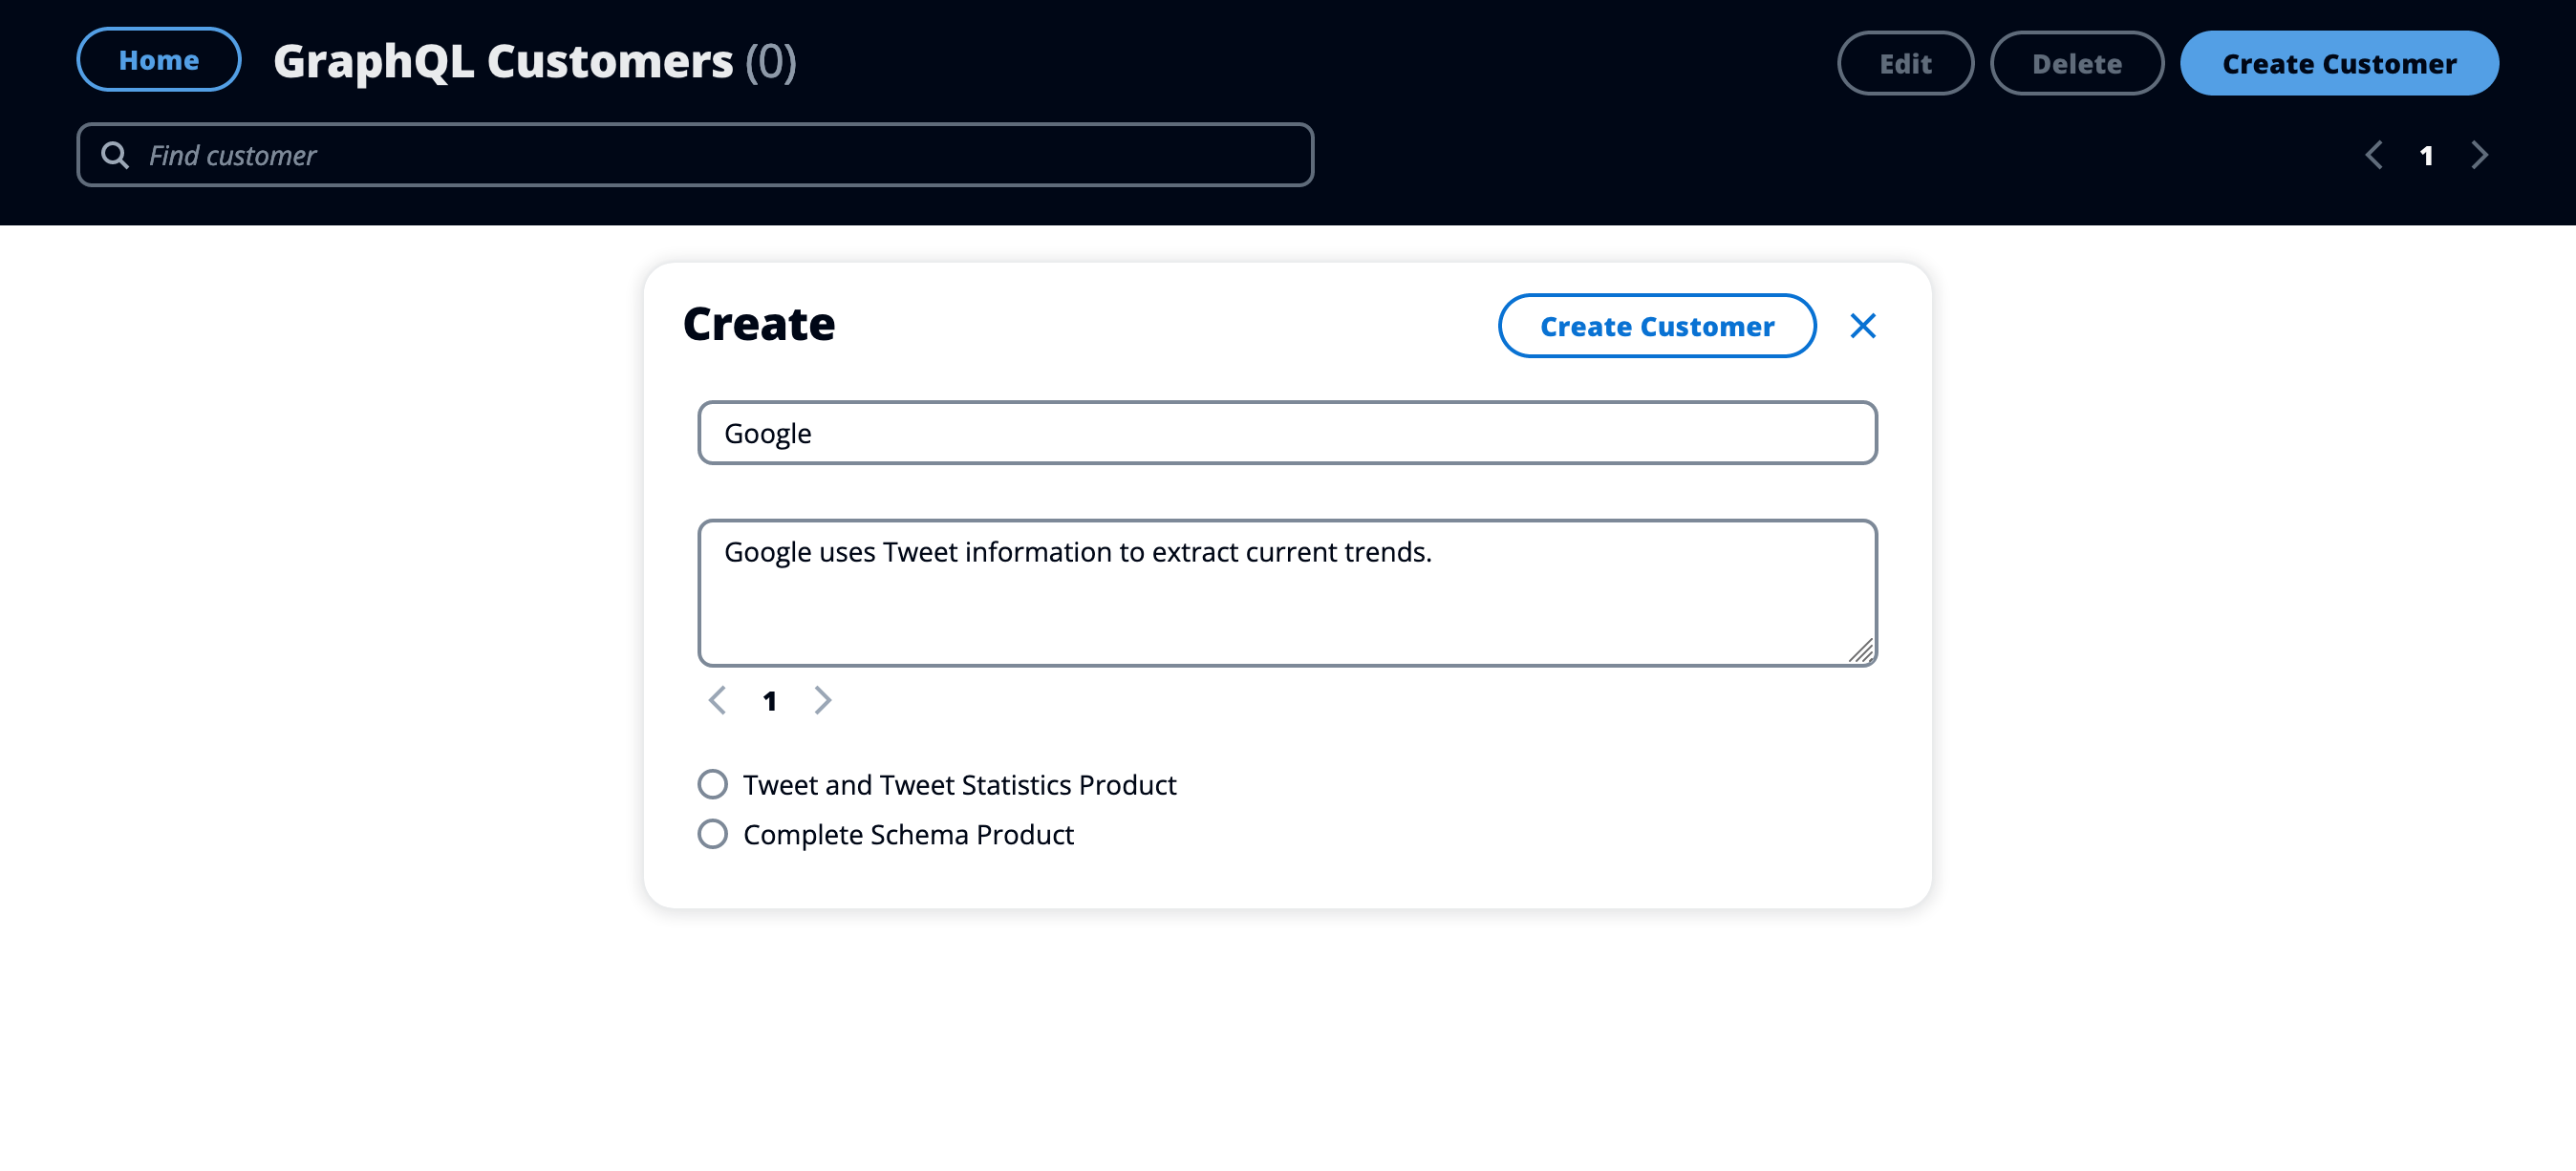 Home
GraphQL Customers (0)
Edit
Delete
Create Customer
Find customer
1
Create
Create Customer
Google
Google uses Tweet information to extract current trends.
1
Tweet and Tweet Statistics Product
Complete Schema Product